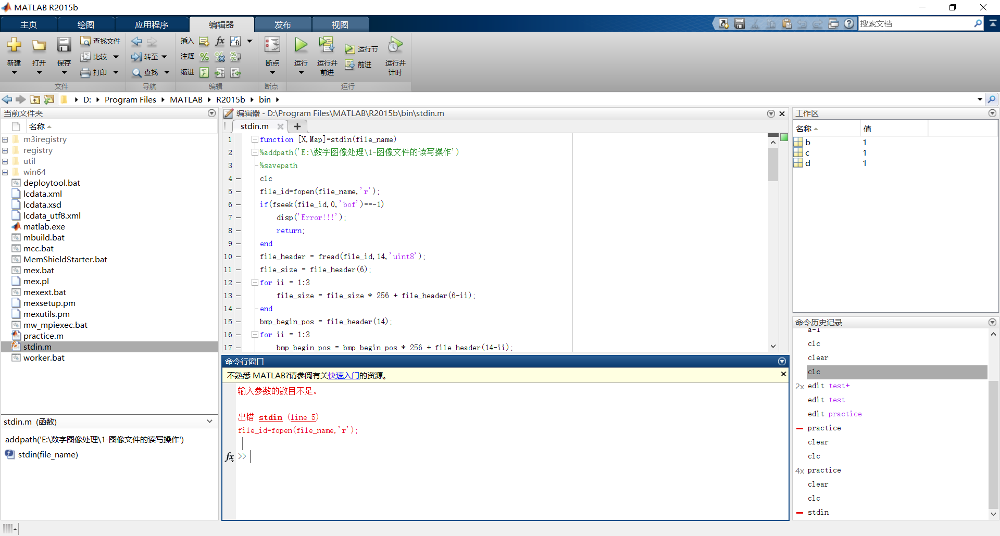 MATLAB R2015b
主页 绘图 应用程序 编辑器 发布 视图
搜索文档
新建 打开 保存 查找文件 比较 打印
转至 查找
插入 fx fi
注释 % %
缩进
断点 运行 运行并前进 运行节 前进 运行并计时
文件 导航 编辑 断点 运行
D: Program Files MATLAB R2015b bin
当前文件夹
名称
m3iregistry
registry
util
win64
deploytool.bat
lcdata.xml
lcdata.xsd
lcdata_utf8.xml
matlab.exe
mbuild.bat
mcc.bat
MemShieldStarter.bat
mex.bat
mex.pl
mexext.bat
mexsetup.pm
mexutils.pm
mw_mpiexec.bat
practice.m
stdin.m
worker.bat
stdin.m (函数)
addpath('E:\数字图像处理\1-图像文件的读写操作')
stdin(file_name)
编辑器 - D:\Program Files\MATLAB\R2015b\bin\stdin.m
stdin.m
1 function [X,Map]=stdin(file_name)
2 %addpath('E:\数字图像处理\1-图像文件的读写操作')
3 %savepath
4 clc
5 file_id=fopen(file_name,'r');
6 if(fseek(file_id,0,'bof')==-1)
7 disp('Error!!!');
8 return;
9 end
10 file_header = fread(file_id,14,'uint8');
11 file_size = file_header(6);
12 for ii = 1:3
13 file_size = file_size * 256 + file_header(6-ii);
14 end
15 bmp_begin_pos = file_header(14);
16 for ii = 1:3
17 bmp_begin_pos = bmp_begin_pos * 256 + file_header(14-ii);
命令行窗口
不熟悉 MATLAB?请参阅有关快速入门的资源。
输入参数的数目不足。
出错 stdin (line 5)
file_id=fopen(file_name,'r');
fx >>
工作区
名称 值
b 1
c 1
d 1
命令历史记录
a-1
clc
clear
clc
2x edit test+
edit test
edit practice
practice
clear
clc
4x practice
clear
clc
stdin